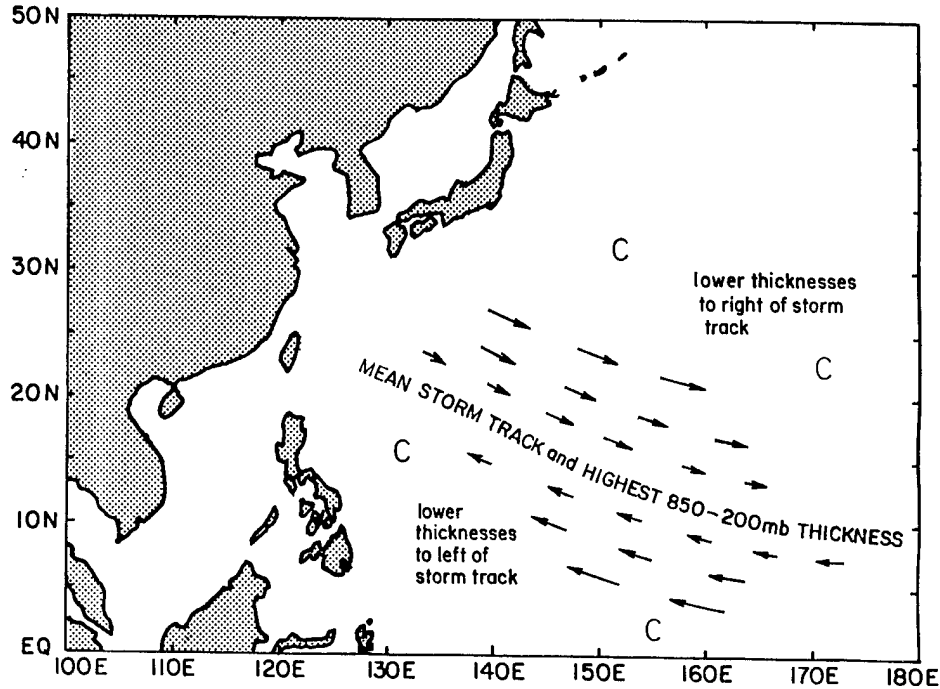 50N
40N
30N
20N
10N
EQ
C
lower thicknesses
to right of storm
track
C
MEAN STORM TRACK and HIGHEST 850-200mb THICKNESS
C
lower
thicknesses
to left of
storm track
C
100E 110E 120E 130E 140E 150E 160E 170E 180E